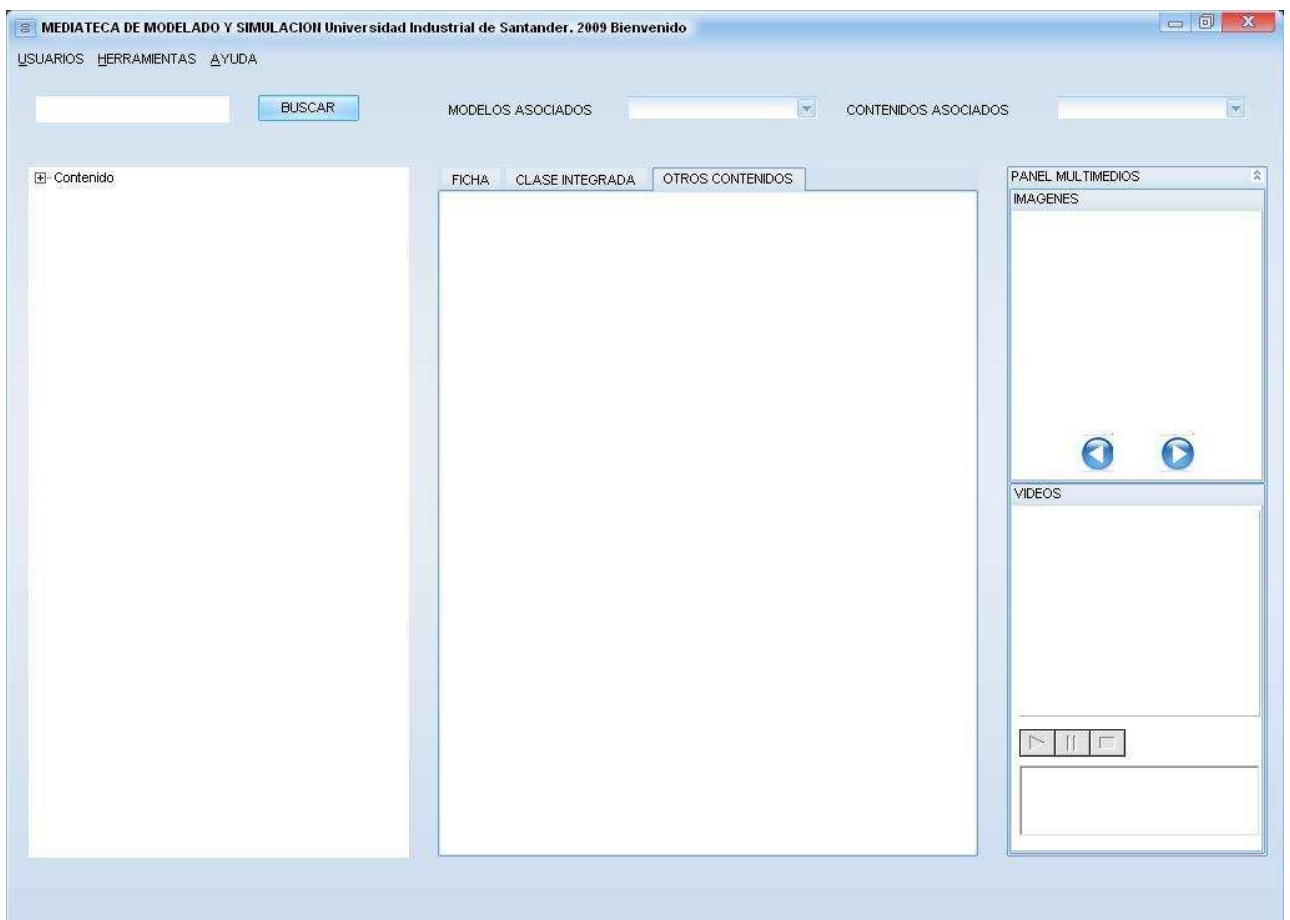 MEDIATECA DE MODELADO Y SIMULACION Universidad Industrial de Santander. 2009 Bienvenido
USUARIOS HERRAMIENTAS AYUDA
BUSCAR MODELOS ASOCIADOS CONTENIDOS ASOCIADOS
Contenido
FICHA CLASE INTEGRADA OTROS CONTENIDOS
PANEL MULTIMEDIOS
IMAGENES
VIDEOS